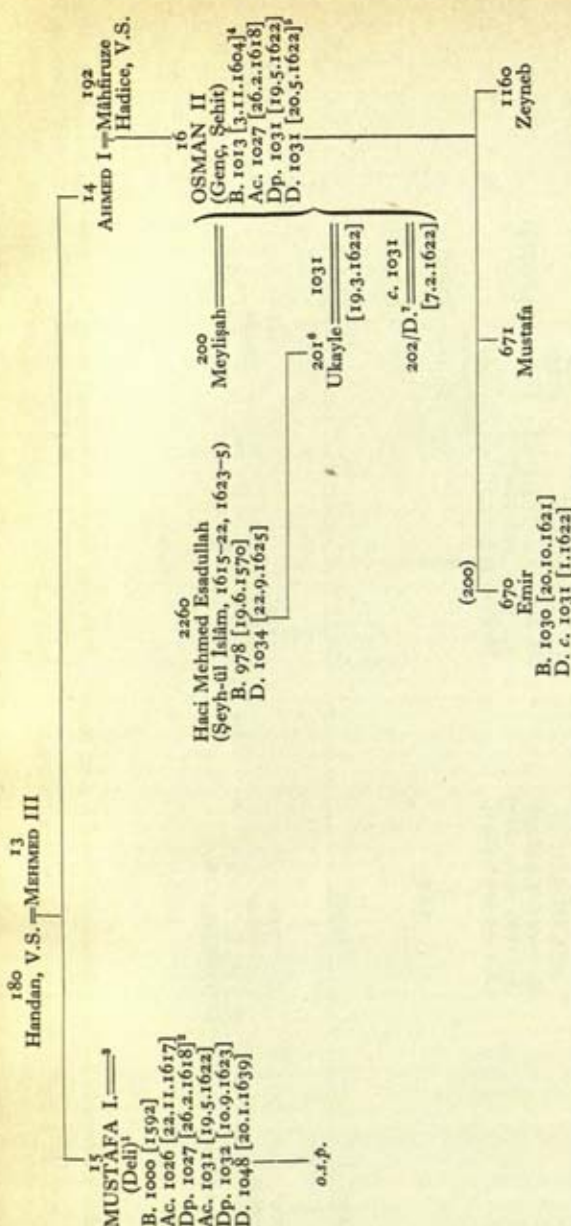 180 13
Handan, V.S. ═ MEHMED III
15
MUSTAFA I. ═ ³
(Deli)¹
B. 1000 [1592]
Ac. 1026 [22.11.1617]
Dp. 1027 [26.2.1618]²
Ac. 1031 [19.5.1622]
Dp. 1032 [10.9.1623]
D. 1048 [20.1.1639]
o.s.p.
14 192
AHMED I ═ Mâhfiruze
Hadice, V.S.
16
OSMAN II
(Genç, Şehit)
B. 1013 [3.11.1604]⁴
Ac. 1027 [26.2.1618]
Dp. 1031 [19.5.1622]
D. 1031 [20.5.1622]⁵
200
Meylişah
2260
Haci Mehmed Esadullah
(Şeyh-ül Islâm, 1615–22, 1623–5)
B. 978 [19.6.1570]
D. 1034 [22.9.1625]
201⁶ 1031
Ukayle
[19.3.1622]
c. 1031
202/D.⁷
[7.2.1622]
(200)
670
Emir
B. 1030 [20.10.1621]
D. c. 1031 [1.1622]
671
Mustafa
1160
Zeyneb